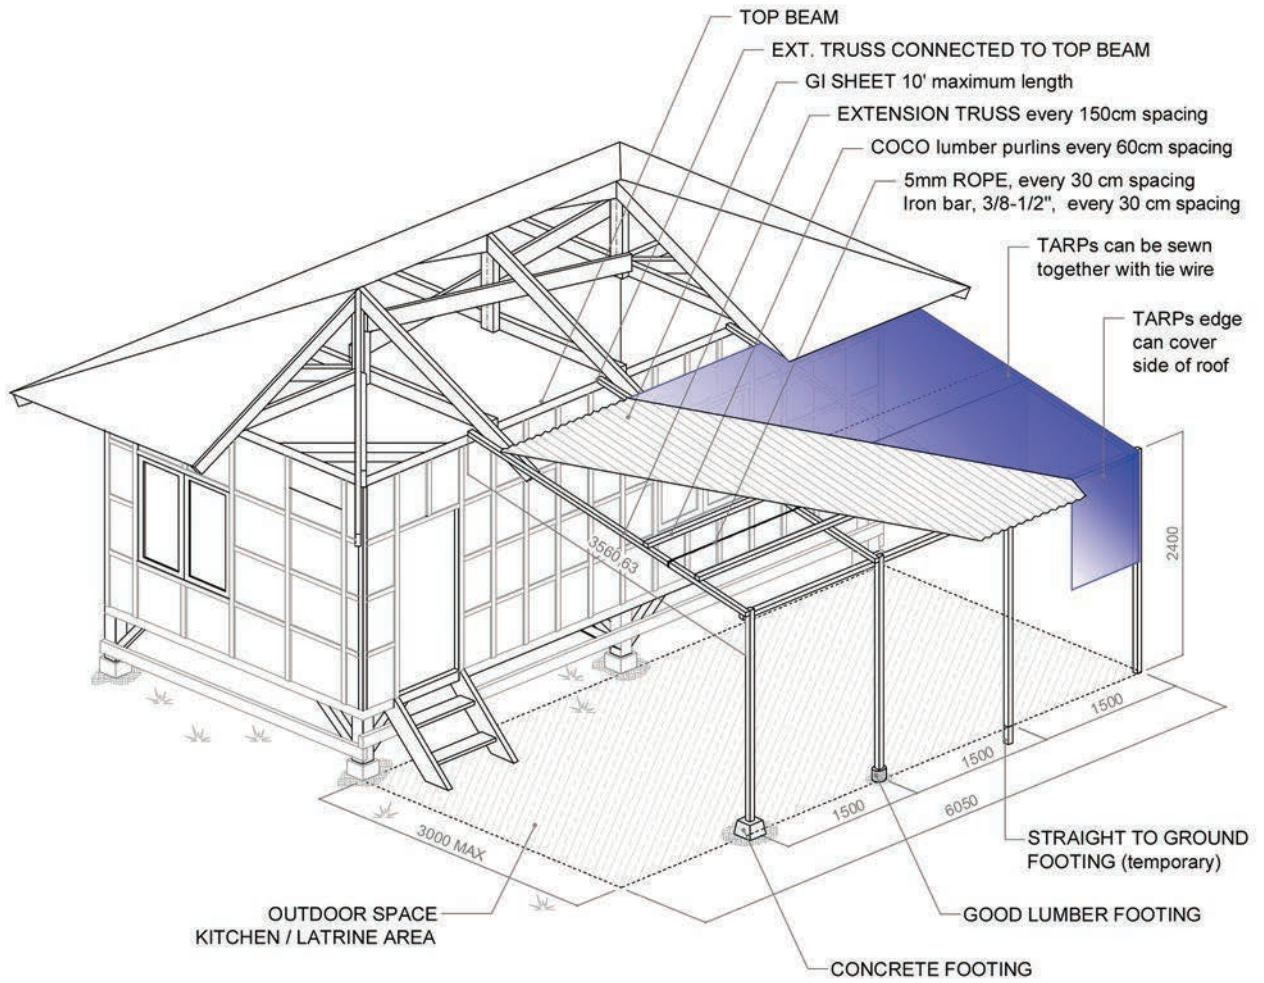 TOP BEAM
EXT. TRUSS CONNECTED TO TOP BEAM
GI SHEET 10' maximum length
EXTENSION TRUSS every 150cm spacing
COCO lumber purlins every 60cm spacing
5mm ROPE, every 30 cm spacing
Iron bar, 3/8-1/2", every 30 cm spacing
TARPs can be sewn
together with tie wire
TARPs edge
can cover
side of roof
3560,63
2400
1500
1500
1500
6050
3000 MAX
STRAIGHT TO GROUND
FOOTING (temporary)
OUTDOOR SPACE
KITCHEN / LATRINE AREA
GOOD LUMBER FOOTING
CONCRETE FOOTING